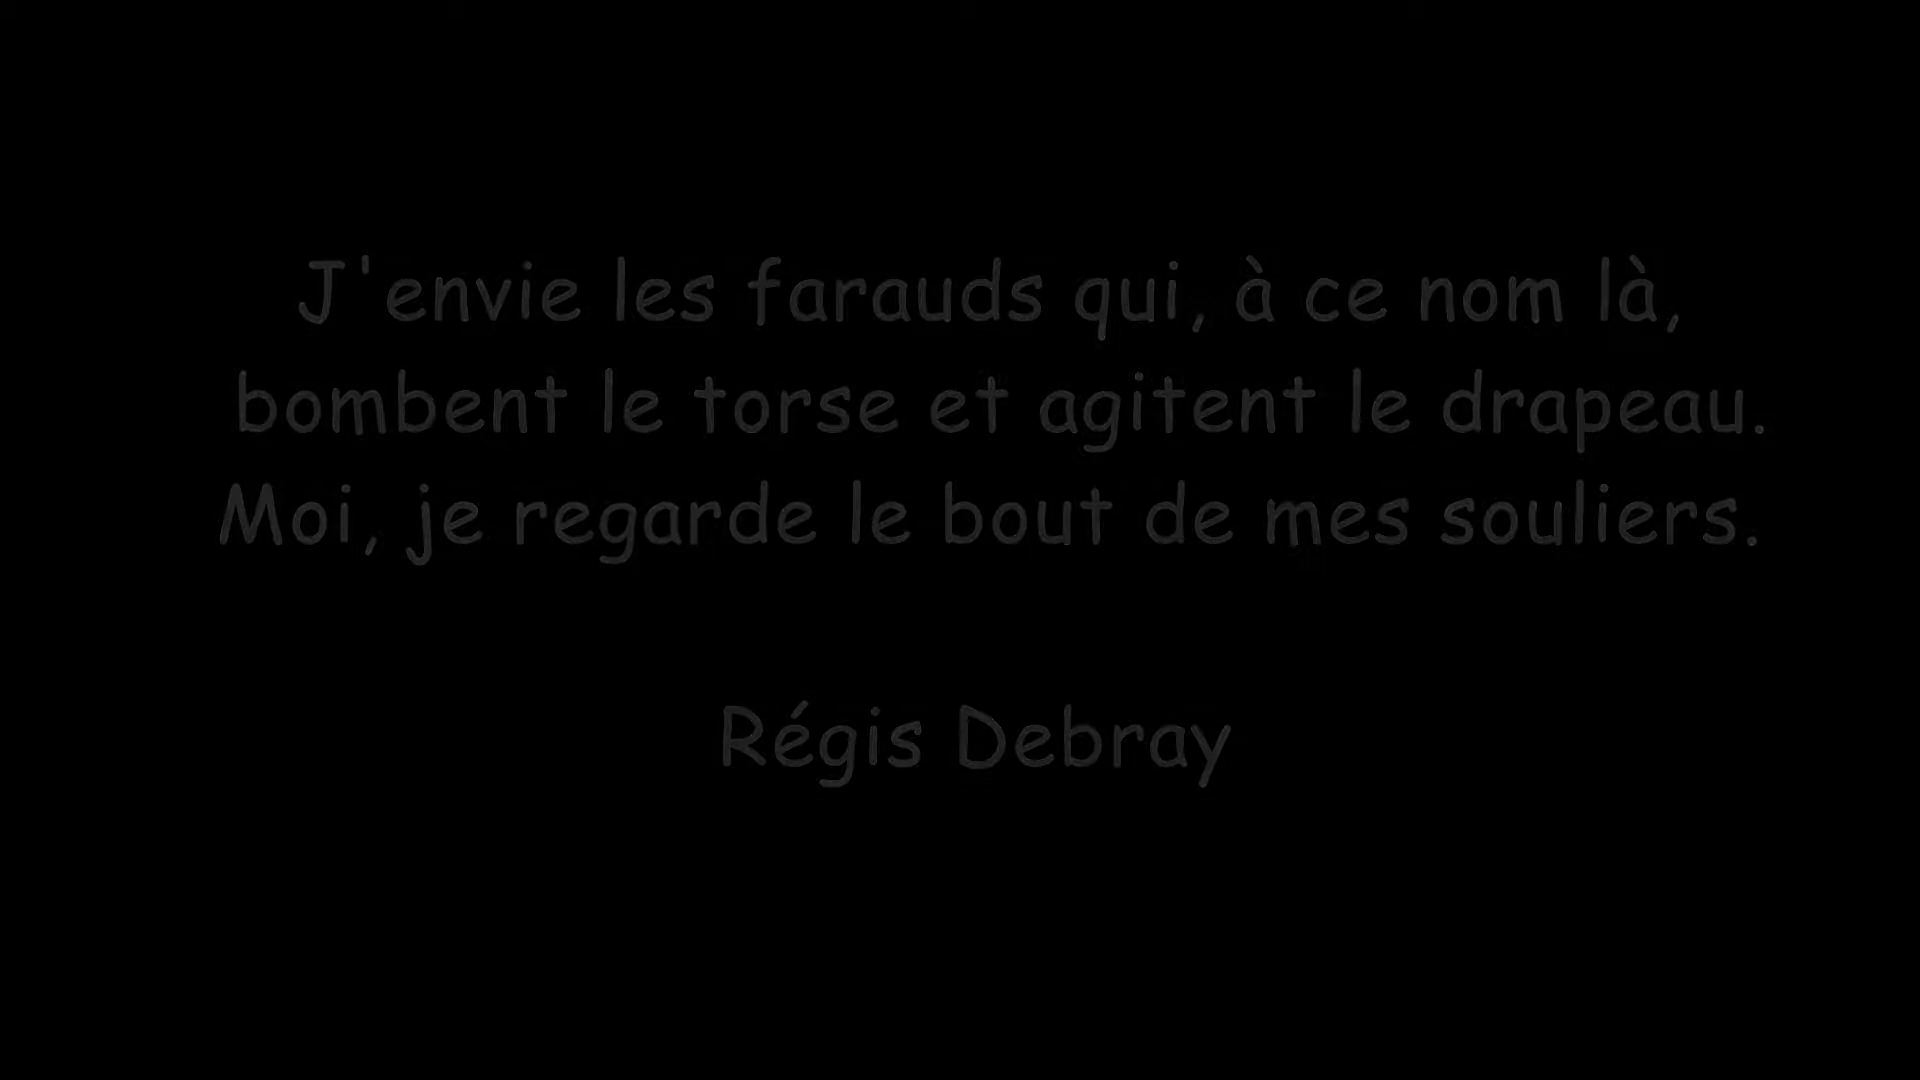 J'envie les farauds qui, à ce nom là,
bombent le torse et agitent le drapeau.
Moi, je regarde le bout de mes souliers.
Régis Debray